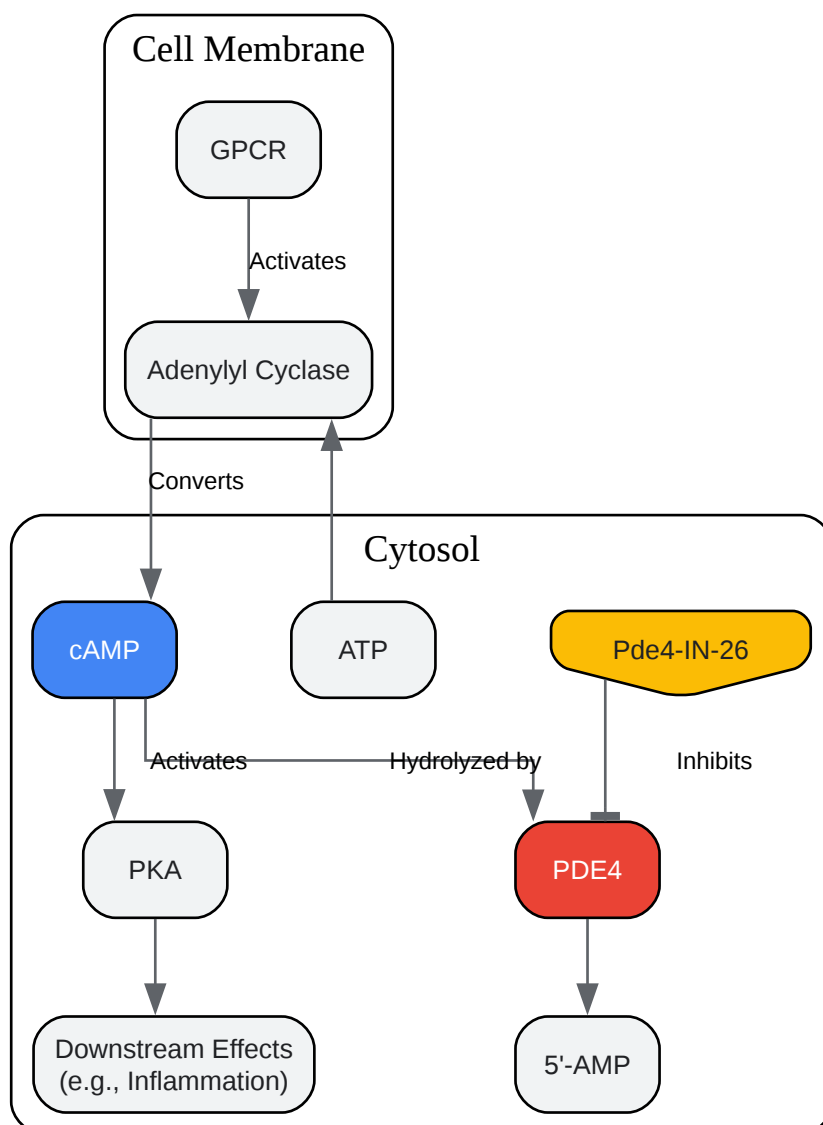 Cell Membrane
GPCR
Activates
Adenylyl Cyclase
Converts
Cytosol
cAMP
ATP
Pde4-IN-26
Activates
Hydrolyzed by
Inhibits
PKA
PDE4
Downstream Effects
(e.g., Inflammation)
5'-AMP